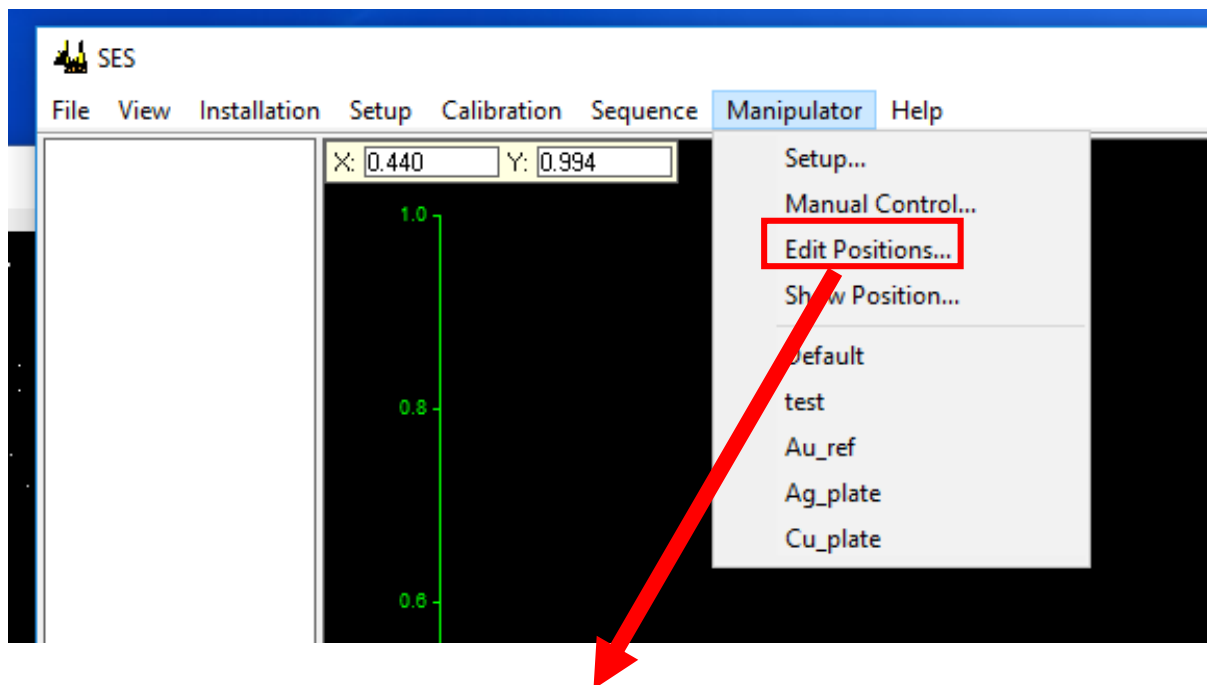 SES
File View Installation Setup Calibration Sequence Manipulator Help
X: 0.440 Y: 0.994
Setup...
Manual Control...
Edit Positions...
Show Position...
Default
test
Au_ref
Ag_plate
Cu_plate
1.0
0.8
0.6